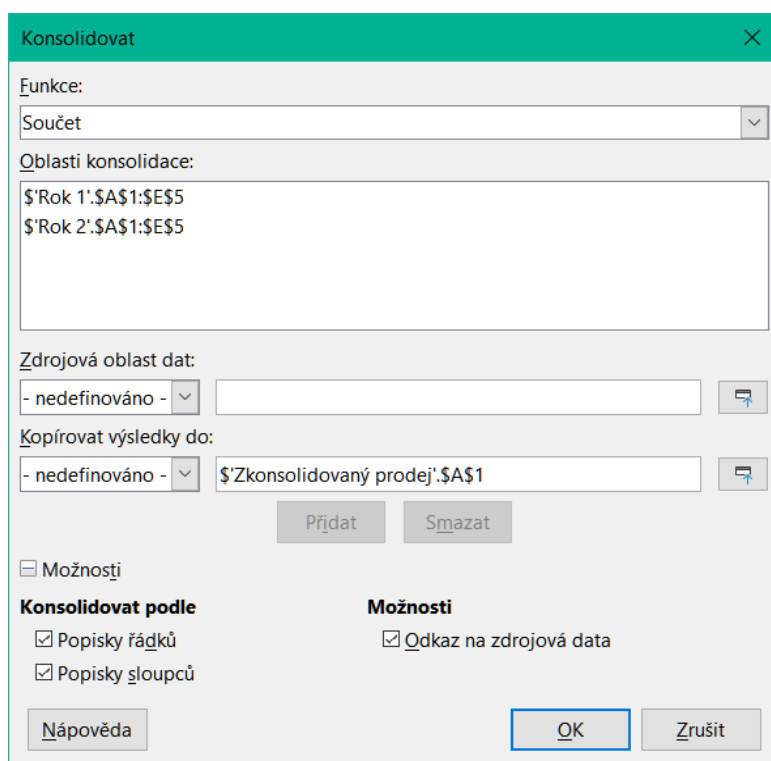 Konsolidovat
Funkce:
Součet
Oblasti konsolidace:
$'Rok 1'.$A$1:$E$5
$'Rok 2'.$A$1:$E$5
Zdrojová oblast dat:
- nedefinováno -
Kopírovat výsledky do:
- nedefinováno - $'Zkonsolidovaný prodej'.$A$1
Přidat Smazat
Možnosti
Konsolidovat podle Možnosti
Popisky řádků Odkaz na zdrojová data
Popisky sloupců
Nápověda OK Zrušit